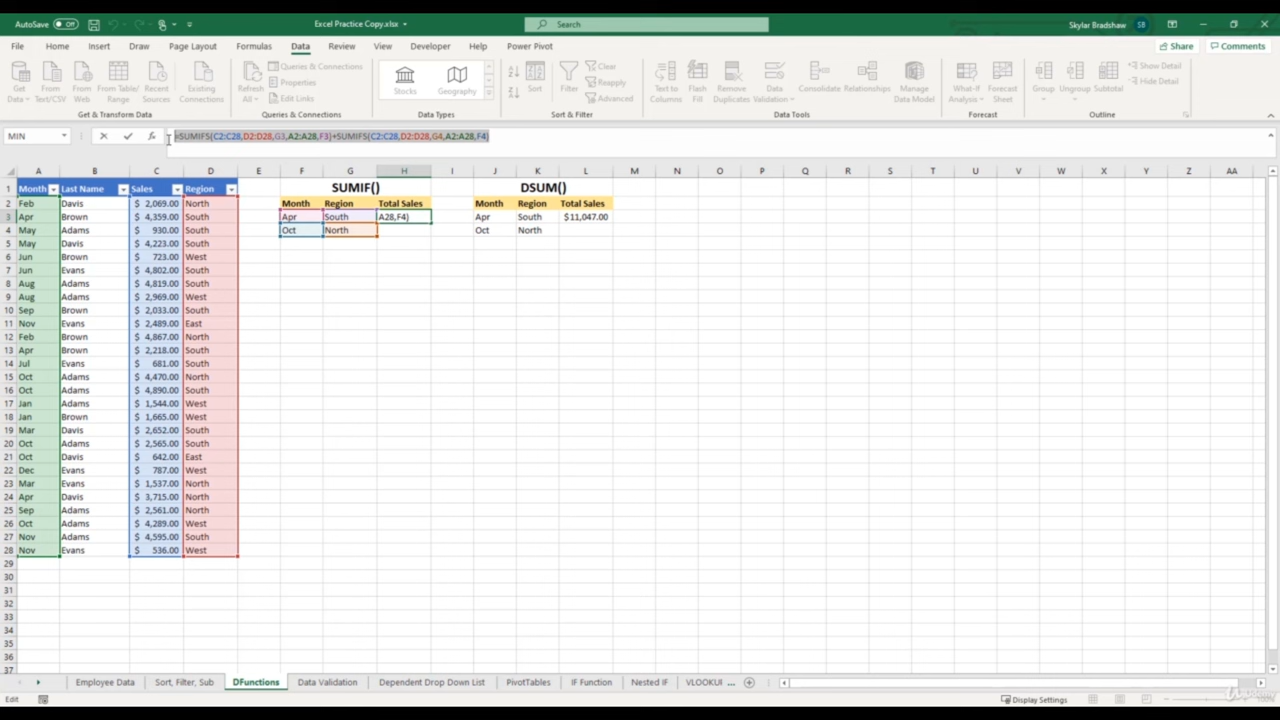 AutoSave Off Excel Practice Copy.xlsx Search Skylar Bradshaw SB
File Home Insert Draw Page Layout Formulas Data Review View Developer Help Power Pivot Share Comments
Get Data From Text/CSV From Web From Table/Range Recent Sources Existing Connections Refresh All Queries & Connections Properties Edit Links Stocks Geography Sort Filter Clear Reapply Advanced Text to Columns Flash Fill Remove Duplicates Data Validation Consolidate Relationships Manage Data Model What-If Analysis Forecast Sheet Group Ungroup Subtotal Show Detail Hide Detail
Get & Transform Data Queries & Connections Data Types Sort & Filter Data Tools Forecast Outline
MIN fx =SUMIFS(C2:C28,D2:D28,G3,A2:A28,F3)+SUMIFS(C2:C28,D2:D28,G4,A2:A28,F4)
A B C D E F G H I J K L M N O P Q R S T U V W X Y Z AA
1 Month Last Name Sales Region SUMIF() DSUM()
2 Feb Davis $ 2,069.00 North Month Region Total Sales Month Region Total Sales
3 Apr Brown $ 4,359.00 South Apr South A28,F4) Apr South $11,047.00
4 May Adams $ 930.00 South Oct North Oct North
5 May Davis $ 4,223.00 South
6 Jun Brown $ 723.00 West
7 Jun Evans $ 4,802.00 South
8 Aug Adams $ 4,819.00 South
9 Aug Adams $ 2,969.00 West
10 Sep Brown $ 2,033.00 South
11 Nov Evans $ 2,489.00 East
12 Feb Brown $ 4,867.00 North
13 Apr Brown $ 2,218.00 South
14 Jul Evans $ 681.00 South
15 Oct Adams $ 4,470.00 North
16 Oct Adams $ 4,890.00 South
17 Jan Adams $ 1,544.00 West
18 Jan Brown $ 1,665.00 West
19 Mar Davis $ 2,652.00 South
20 Oct Adams $ 2,565.00 South
21 Oct Davis $ 642.00 East
22 Dec Evans $ 787.00 West
23 Mar Evans $ 1,537.00 North
24 Apr Davis $ 3,715.00 North
25 Sep Adams $ 2,561.00 North
26 Oct Adams $ 4,289.00 West
27 Nov Adams $ 4,595.00 South
28 Nov Evans $ 536.00 West
29
30
31
32
33
34
35
36
37
Employee Data Sort, Filter, Sub DFunctions Data Validation Dependent Drop Down List PivotTables IF Function Nested IF VLOOKUI ...
Edit Display Settings